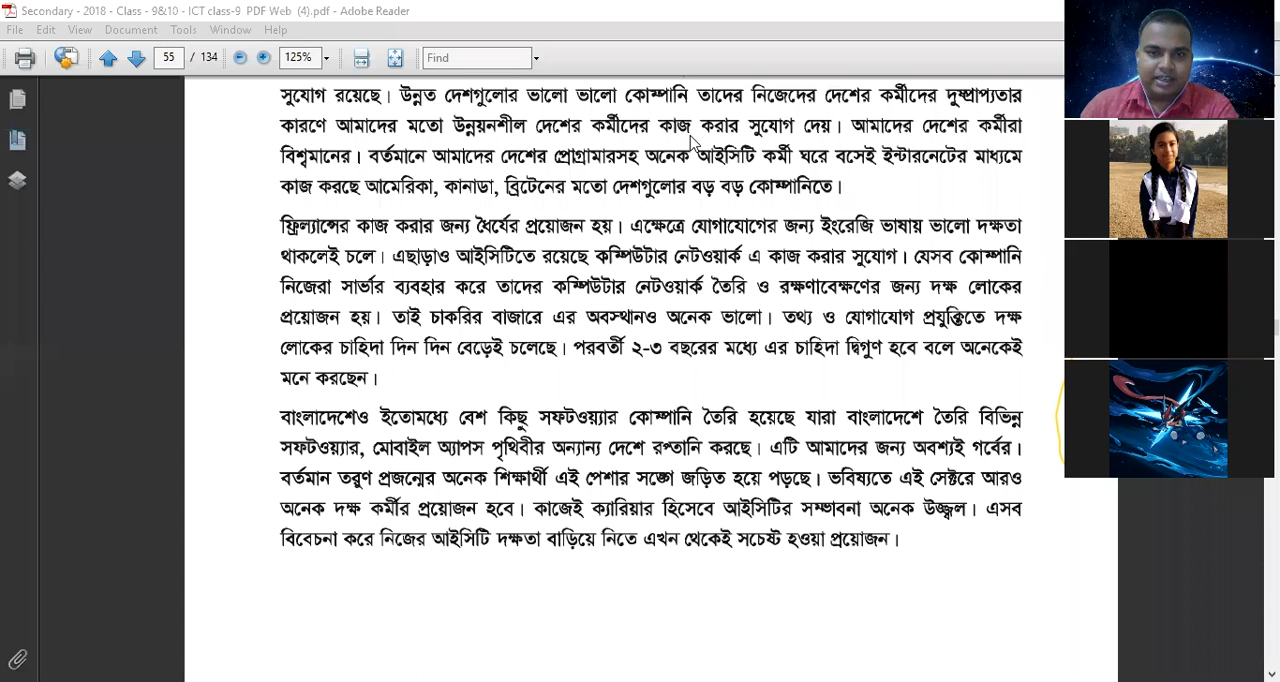 Secondary - 2018 - Class - 9&10 - ICT class-9 PDF Web (4).pdf - Adobe Reader
File Edit View Document Tools Window Help
55 / 134 125% Find
সুযোগ রয়েছে। উন্নত দেশগুলোর ভালো ভালো কোম্পানি তাদের নিজেদের দেশের কর্মীদের দুষ্প্রাপ্যতার
কারণে আমাদের মতো উন্নয়নশীল দেশের কর্মীদের কাজ করার সুযোগ দেয়। আমাদের দেশের কর্মীরা
বিশ্বমানের। বর্তমানে আমাদের দেশের প্রোগ্রামারসহ অনেক আইসিটি কর্মী ঘরে বসেই ইন্টারনেটের মাধ্যমে
কাজ করছে আমেরিকা, কানাডা, ব্রিটেনের মতো দেশগুলোর বড় বড় কোম্পানিতে।
ফ্রিল্যান্সের কাজ করার জন্য ধৈর্যের প্রয়োজন হয়। এক্ষেত্রে যোগাযোগের জন্য ইংরেজি ভাষায় ভালো দক্ষতা
থাকলেই চলে। এছাড়াও আইসিটিতে রয়েছে কম্পিউটার নেটওয়ার্ক এ কাজ করার সুযোগ। যেসব কোম্পানি
নিজেরা সার্ভার ব্যবহার করে তাদের কম্পিউটার নেটওয়ার্ক তৈরি ও রক্ষণাবেক্ষণের জন্য দক্ষ লোকের
প্রয়োজন হয়। তাই চাকরির বাজারে এর অবস্থানও অনেক ভালো। তথ্য ও যোগাযোগ প্রযুক্তিতে দক্ষ
লোকের চাহিদা দিন দিন বেড়েই চলেছে। পরবর্তী ২-৩ বছরের মধ্যে এর চাহিদা দ্বিগুণ হবে বলে অনেকেই
মনে করছেন।
বাংলাদেশেও ইতোমধ্যে বেশ কিছু সফটওয়্যার কোম্পানি তৈরি হয়েছে যারা বাংলাদেশে তৈরি বিভিন্ন
সফটওয়্যার, মোবাইল অ্যাপস পৃথিবীর অন্যান্য দেশে রপ্তানি করছে। এটি আমাদের জন্য অবশ্যই গর্বের।
বর্তমান তরুণ প্রজন্মের অনেক শিক্ষার্থী এই পেশার সঙ্গে জড়িত হয়ে পড়ছে। ভবিষ্যতে এই সেক্টরে আরও
অনেক দক্ষ কর্মীর প্রয়োজন হবে। কাজেই ক্যারিয়ার হিসেবে আইসিটির সম্ভাবনা অনেক উজ্জ্বল। এসব
বিবেচনা করে নিজের আইসিটি দক্ষতা বাড়িয়ে নিতে এখন থেকেই সচেষ্ট হওয়া প্রয়োজন।